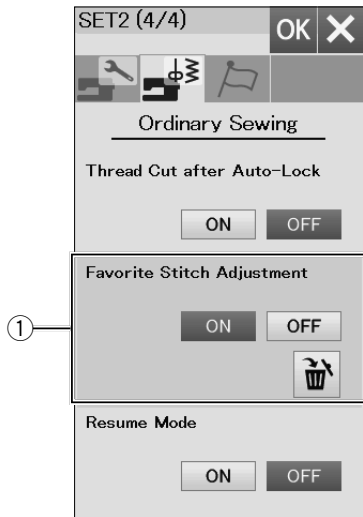 SET2 (4/4)
OK
Ordinary Sewing
Thread Cut after Auto-Lock
ON OFF
Favorite Stitch Adjustment
① ON OFF
Resume Mode
ON OFF